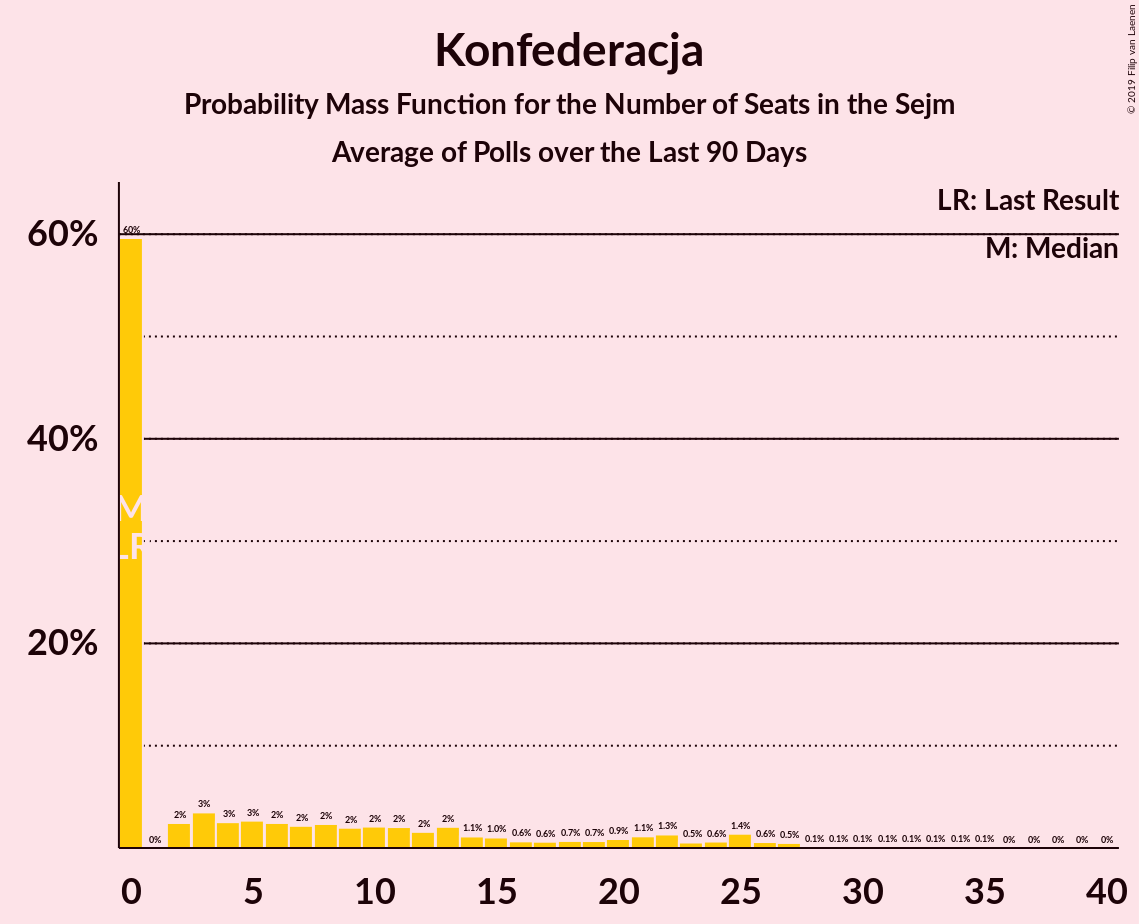 Konfederacja
Probability Mass Function for the Number of Seats in the Sejm
Average of Polls over the Last 90 Days
© 2019 Filip van Laenen
LR: Last Result
M: Median
60%
40%
20%
M
LR
60% 0% 2% 3% 3% 3% 2% 2% 2% 2% 2% 2% 2% 2% 1.1% 1.0% 0.6% 0.6% 0.7% 0.7% 0.9% 1.1% 1.3% 0.5% 0.6% 1.4% 0.6% 0.5% 0.1% 0.1% 0.1% 0.1% 0.1% 0.1% 0.1% 0.1% 0% 0% 0% 0% 0%
0 5 10 15 20 25 30 35 40